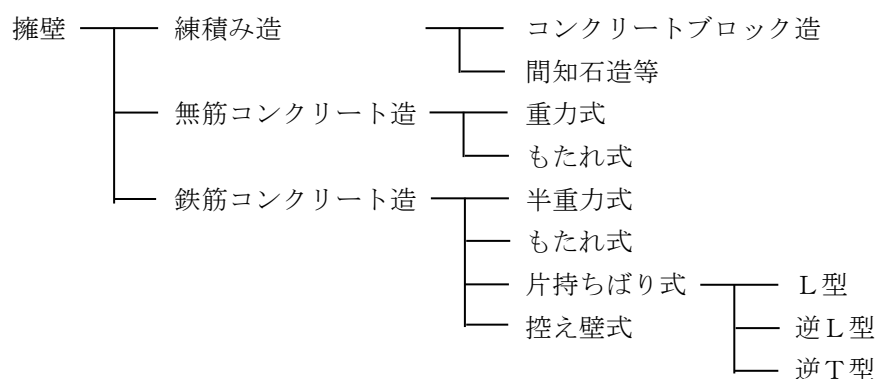 擁壁 練積み造 コンクリートブロック造
間知石造等
無筋コンクリート造 重力式
もたれ式
鉄筋コンクリート造 半重力式
もたれ式
片持ちばり式 L型
控え壁式 逆L型
逆T型